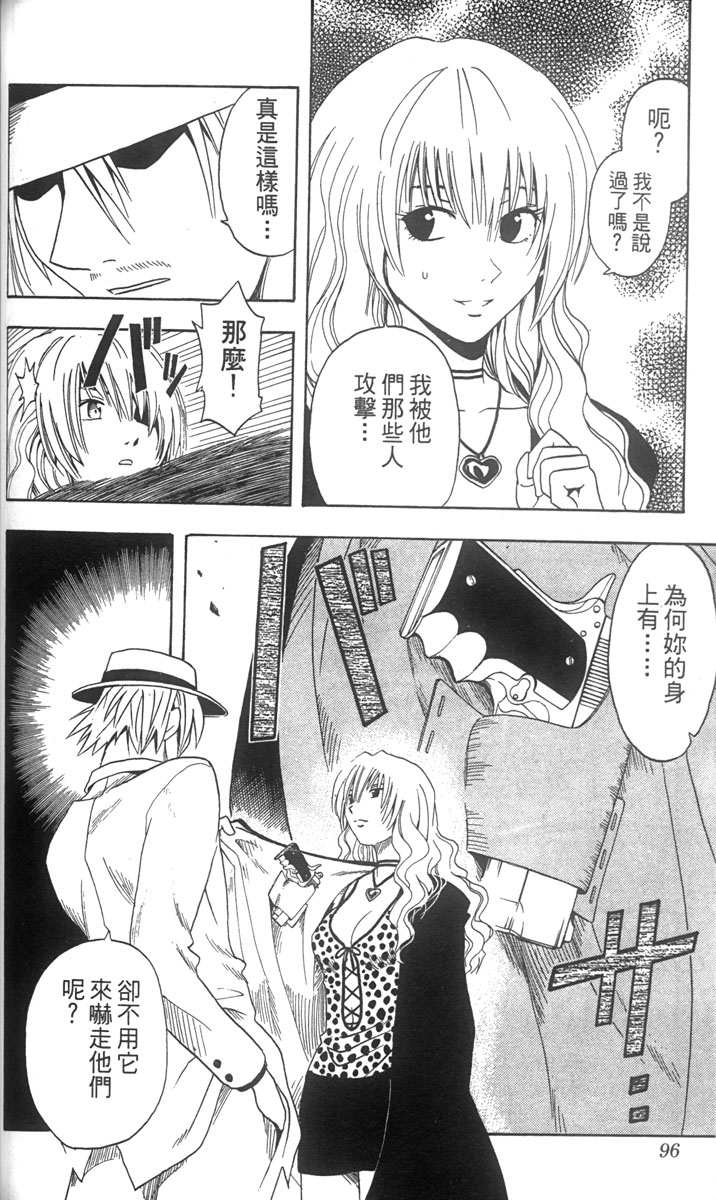 呃？
我不是說
過了嗎？
我被他
們那些人
攻擊…
真是這樣嗎…
那麼！
為何妳的身
上有……
卻不用它
來嚇走他們
呢？
96